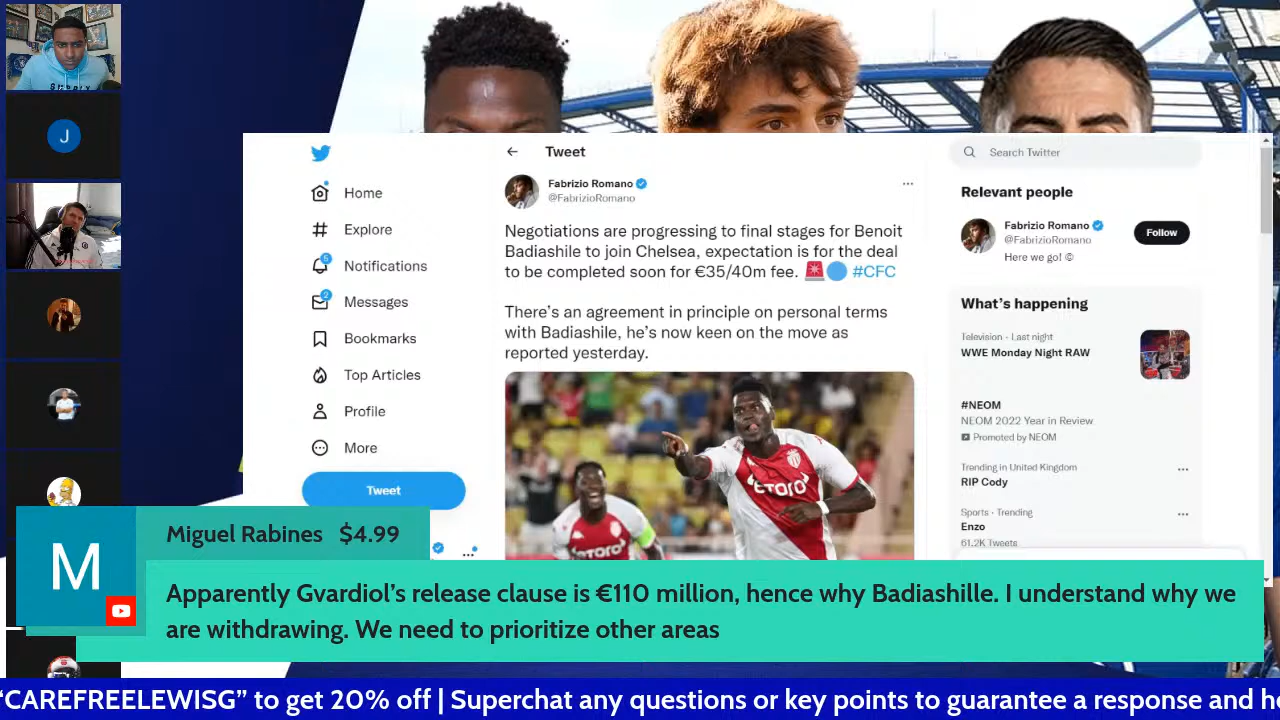 Tweet
Search Twitter
Home
Explore
5
Notifications
2
Messages
Bookmarks
Top Articles
Profile
More
Tweet
Fabrizio Romano
@FabrizioRomano
Negotiations are progressing to final stages for Benoit
Badiashile to join Chelsea, expectation is for the deal
to be completed soon for €35/40m fee. 🚨🔵 #CFC
There's an agreement in principle on personal terms
with Badiashile, he's now keen on the move as
reported yesterday.
eTORO
eTORO
Relevant people
Fabrizio Romano
@FabrizioRomano
Follow
Here we go! ©
What's happening
Television · Last night
WWE Monday Night RAW
#NEOM
NEOM 2022 Year in Review
Promoted by NEOM
Trending in United Kingdom
RIP Cody
Sports · Trending
Enzo
61.2K Tweets
J
M
Miguel Rabines $4.99
Apparently Gvardiol's release clause is €110 million, hence why Badiashille. I understand why we
are withdrawing. We need to prioritize other areas
“CAREFREELEWISG” to get 20% off | Superchat any questions or key points to guarantee a response and he